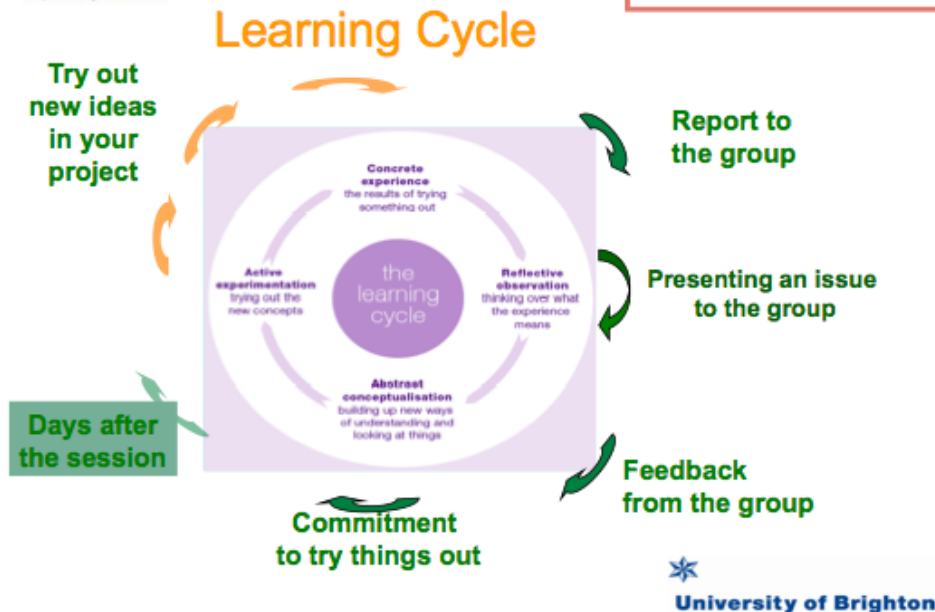 Learning Cycle
Try out
new ideas
in your
project
Report to
the group
Concrete
experience
the results of trying
something out
Active
experimentation
trying out the
new concepts
the
learning
cycle
Reflective
observation
thinking over what
the experience
means
Presenting an issue
to the group
Abstract
conceptualisation
building up new ways
of understanding and
looking at things
Days after
the session
Feedback
from the group
Commitment
to try things out
University of Brighton